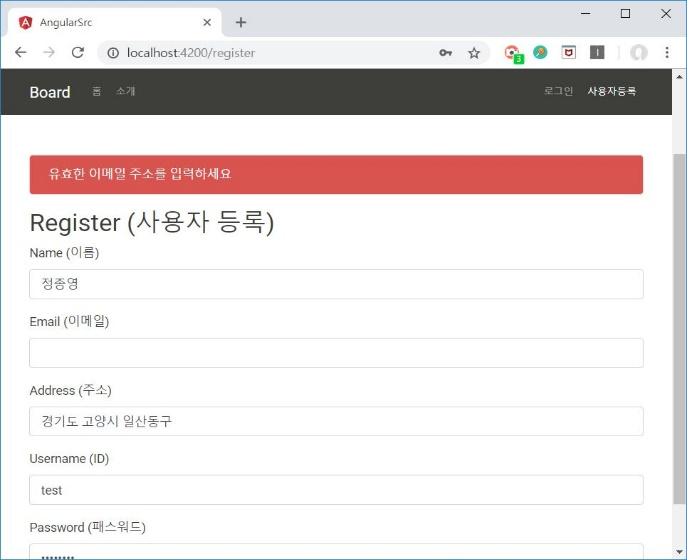 AngularSrc
localhost:4200/register
3
Board 홈 소개 로그인 사용자등록
유효한 이메일 주소를 입력하세요
Register (사용자 등록)
Name (이름)
정종영
Email (이메일)
Address (주소)
경기도 고양시 일산동구
Username (ID)
test
Password (패스워드)
••••••••